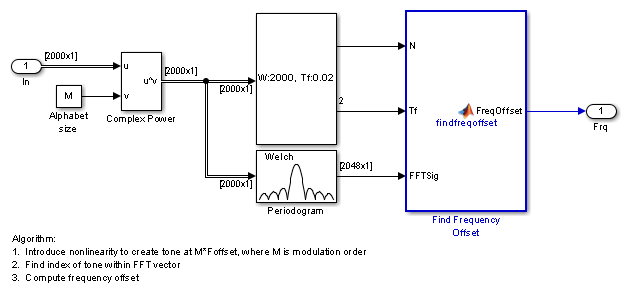 [2000x1]
1
In
M
Alphabet
size
u
v
u^v
Complex Power
[2000x1]
[2000x1]
[2000x1]
W:2000, Tf:0.02
2
Welch
Periodogram
[2048x1]
N
Tf
FFTSig
FreqOffset
findfreqoffset
Find Frequency
Offset
1
Frq
Algorithm:
1. Introduce nonlinearity to create tone at M*Foffset, where M is modulation order
2. Find index of tone within FFT vector
3. Compute frequency offset